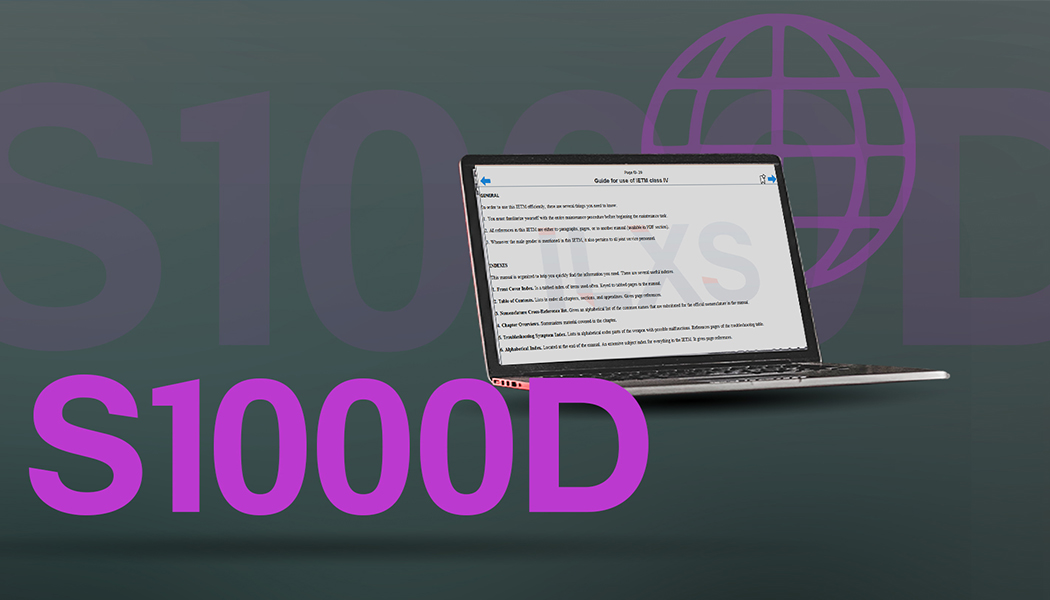 S1000D
Page ID: 26
Guide for use of IETM class IV
GENERAL
In order to use this IETM efficiently, there are several things you need to know.
1. You must familiarize yourself with the entire maintenance procedure before beginning the maintenance task.
2. All references in this IETM are either to paragraphs, pages, or to another manual (available in PDF section).
3. Whenever the male gender is mentioned in this IETM, it also pertains to all your service personnel.
INDEXES
This manual is organized to help you quickly find the information you need. There are several useful indexes.
1. Front Cover Index. Is a tabbed index of items used often. Keyed to tabbed pages in the manual.
2. Table of Contents. Lists in order all chapters, sections, and appendixes. Gives page references.
3. Nomenclature Cross-Reference list. Gives an alphabetical list of the common names that are substituted for the official nomenclature in the manual.
4. Chapter Overviews. Summarizes material covered in the chapter.
5. Troubleshooting Symptom Index. Lists in alphabetical order parts of the weapon with possible malfunctions. References pages of the troubleshooting table.
6. Alphabetical Index. Located at the end of the manual. An extensive subject index for everything in the IETM. It gives page references.
S1000D